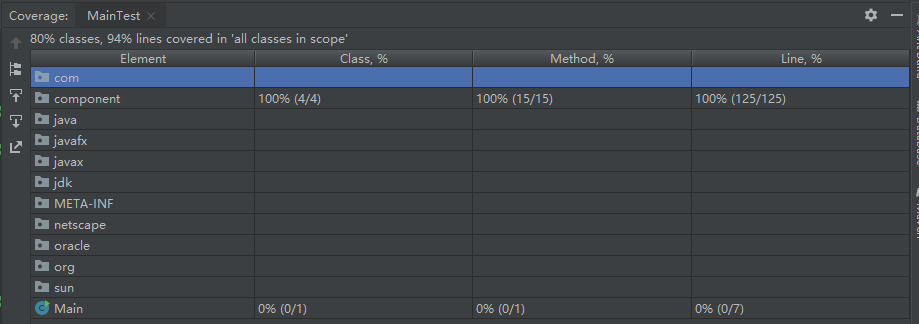 Coverage: MainTest
80% classes, 94% lines covered in 'all classes in scope'
Element Class, % Method, % Line, %
com
component 100% (4/4) 100% (15/15) 100% (125/125)
java
javafx
javax
jdk
META-INF
netscape
oracle
org
sun
Main 0% (0/1) 0% (0/1) 0% (0/7)